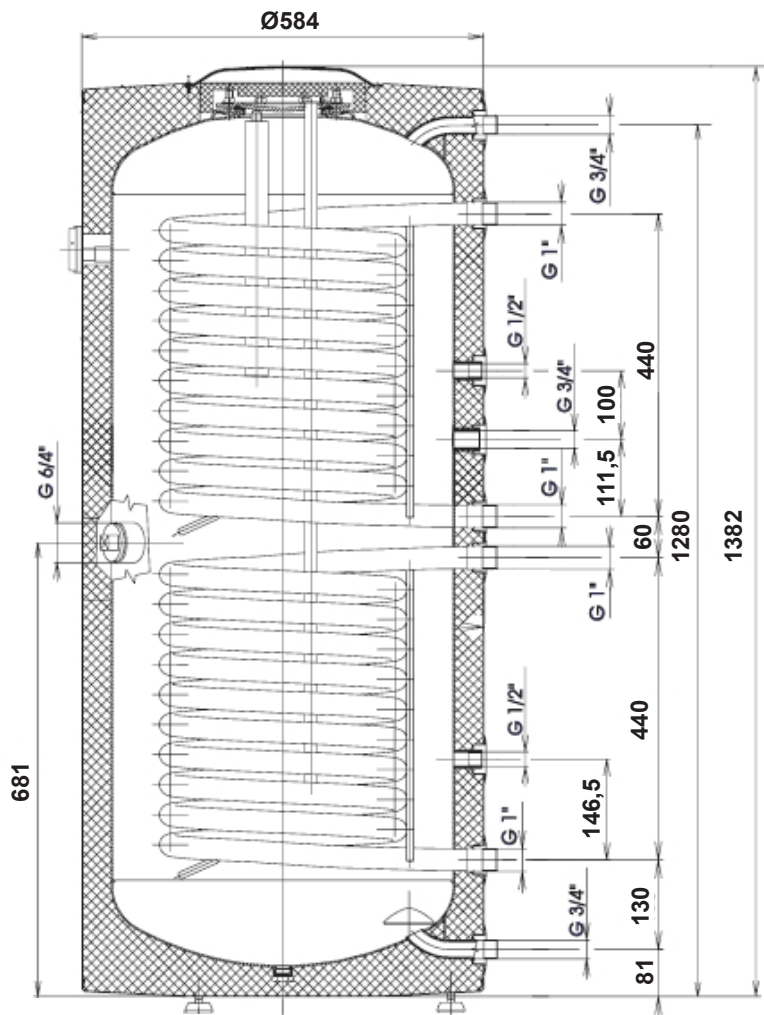 Ø584
G 3/4"
G 1"
G 1/2"
440
100
G 3/4"
111,5
G 6/4"
G 1"
60
1280
1382
G 1"
440
G 1/2"
681
146,5
G 1"
130
G 3/4"
81